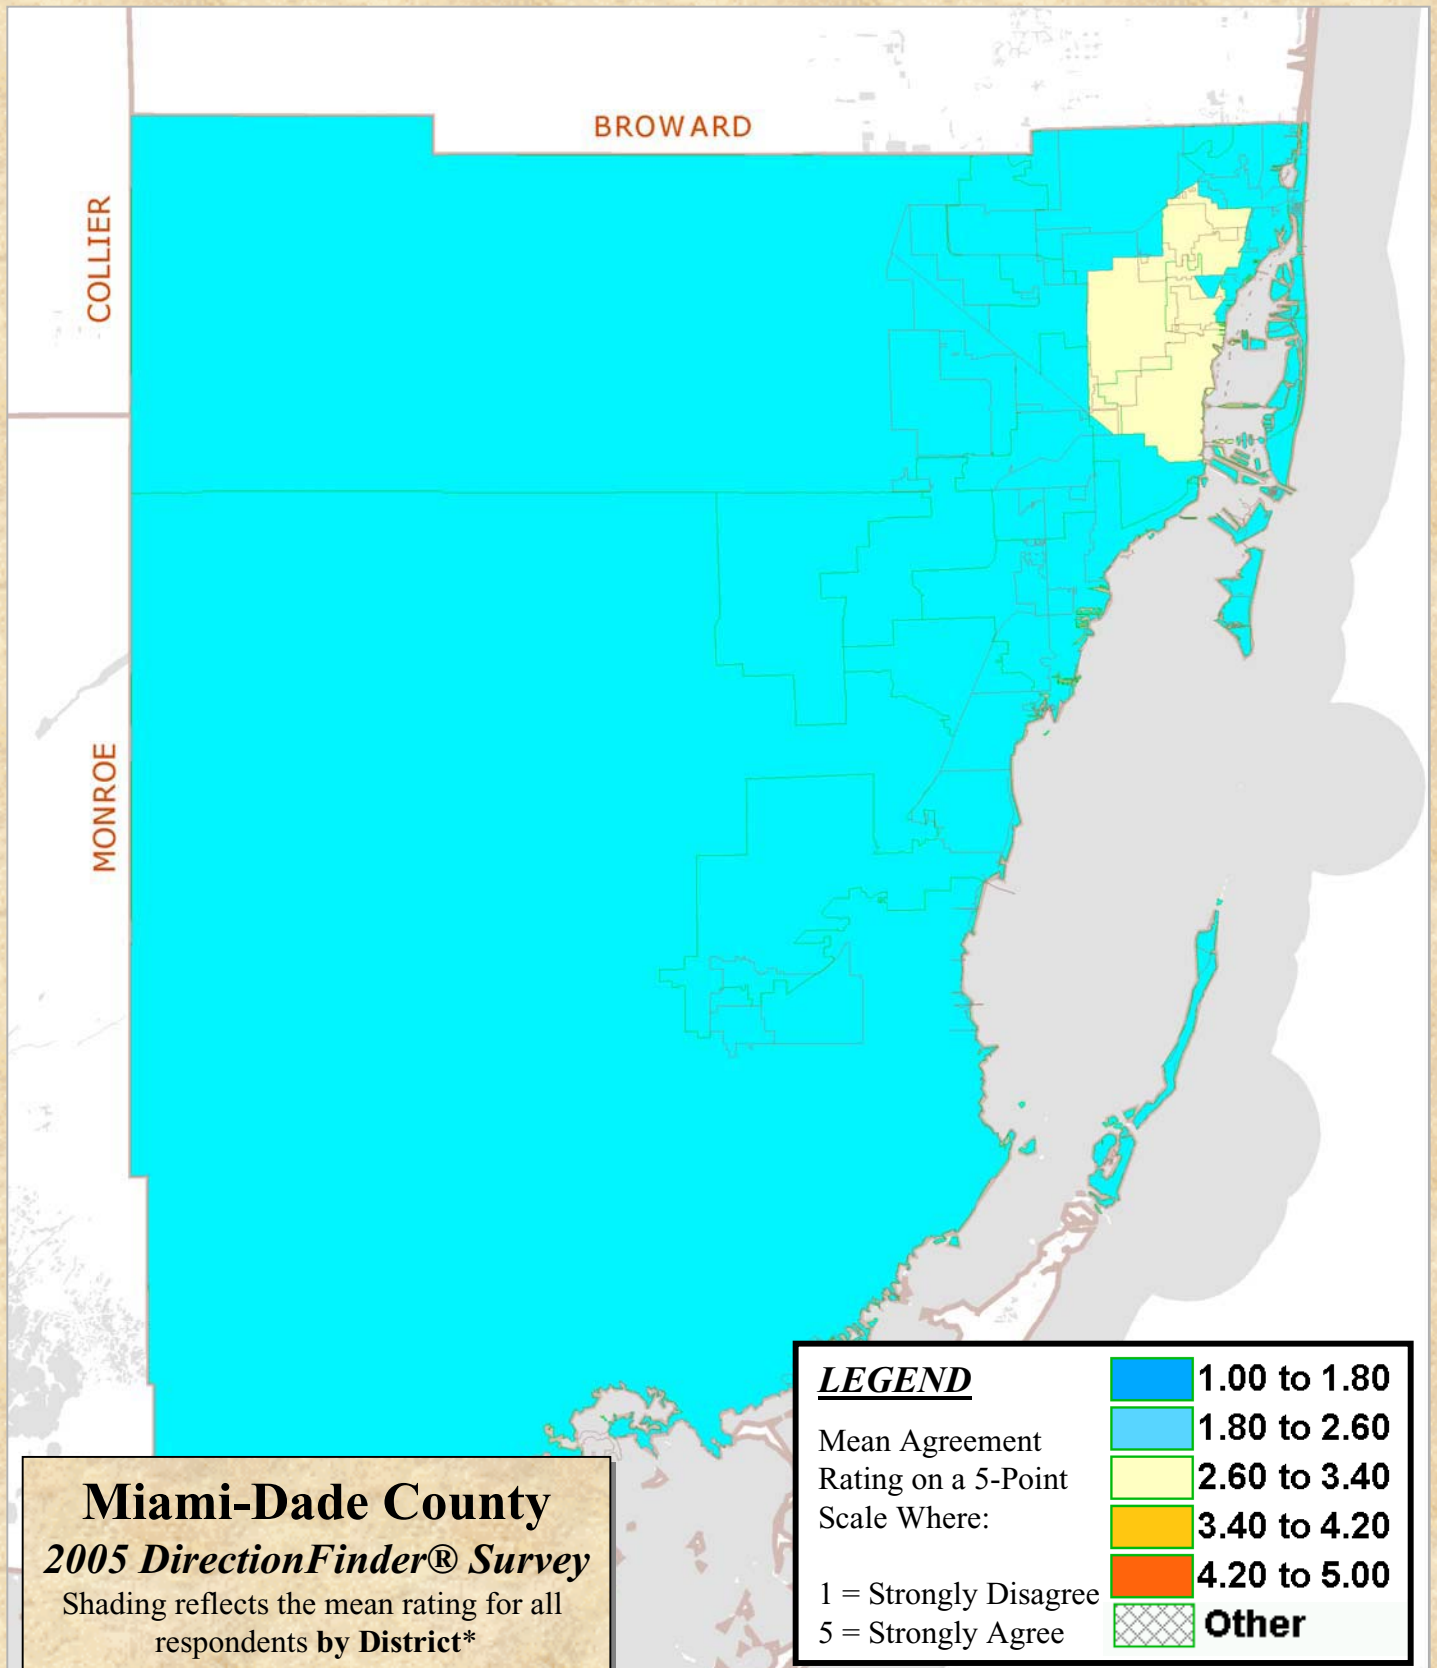 BROWARD
COLLIER
MONROE
LEGEND
Mean Agreement
Rating on a 5-Point
Scale Where:
1 = Strongly Disagree
5 = Strongly Agree
1.00 to 1.80
1.80 to 2.60
2.60 to 3.40
3.40 to 4.20
4.20 to 5.00
Other
Miami-Dade County
2005 DirectionFinder® Survey
Shading reflects the mean rating for all
respondents by District*